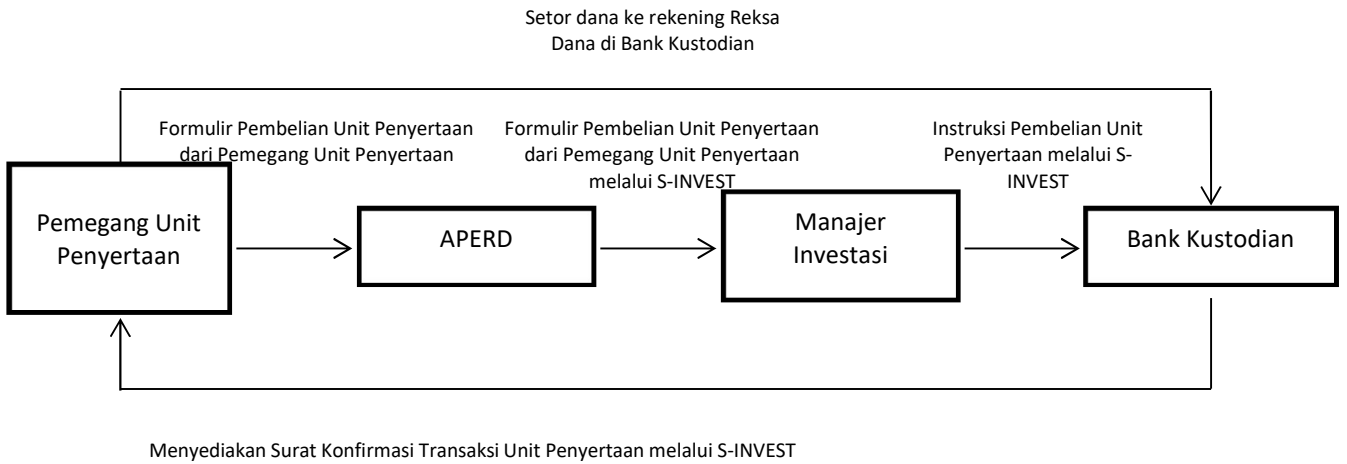 Setor dana ke rekening Reksa
Dana di Bank Kustodian
Formulir Pembelian Unit Penyertaan
dari Pemegang Unit Penyertaan
Formulir Pembelian Unit Penyertaan
dari Pemegang Unit Penyertaan
melalui S-INVEST
Instruksi Pembelian Unit
Penyertaan melalui S-
INVEST
Pemegang Unit
Penyertaan
APERD
Manajer
Investasi
Bank Kustodian
Menyediakan Surat Konfirmasi Transaksi Unit Penyertaan melalui S-INVEST